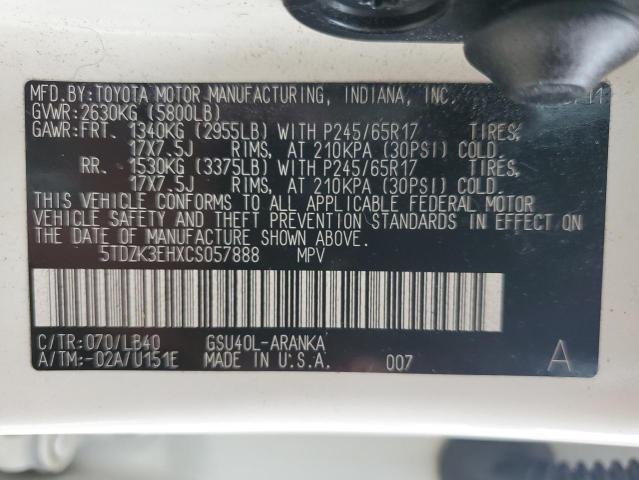 MFD.BY:TOYOTA MOTOR MANUFACTURING, INDIANA, INC.
GVWR:2630KG (5800LB)
GAWR:FRT. 1340KG (2955LB) WITH P245/65R17 TIRES,
17X7.5J RIMS, AT 210KPA (30PSI) COLD.
RR. 1530KG (3375LB) WITH P245/65R17 TIRES,
17X7.5J RIMS, AT 210KPA (30PSI) COLD.
THIS VEHICLE CONFORMS TO ALL APPLICABLE FEDERAL MOTOR
VEHICLE SAFETY AND THEFT PREVENTION STANDARDS IN EFFECT ON
THE DATE OF MANUFACTURE SHOWN ABOVE.
5TDZK3EHXCS057888 MPV
C/TR:070/LB40 GSU40L-ARANKA
A/TM:-02A/U151E MADE IN U.S.A. 007 A